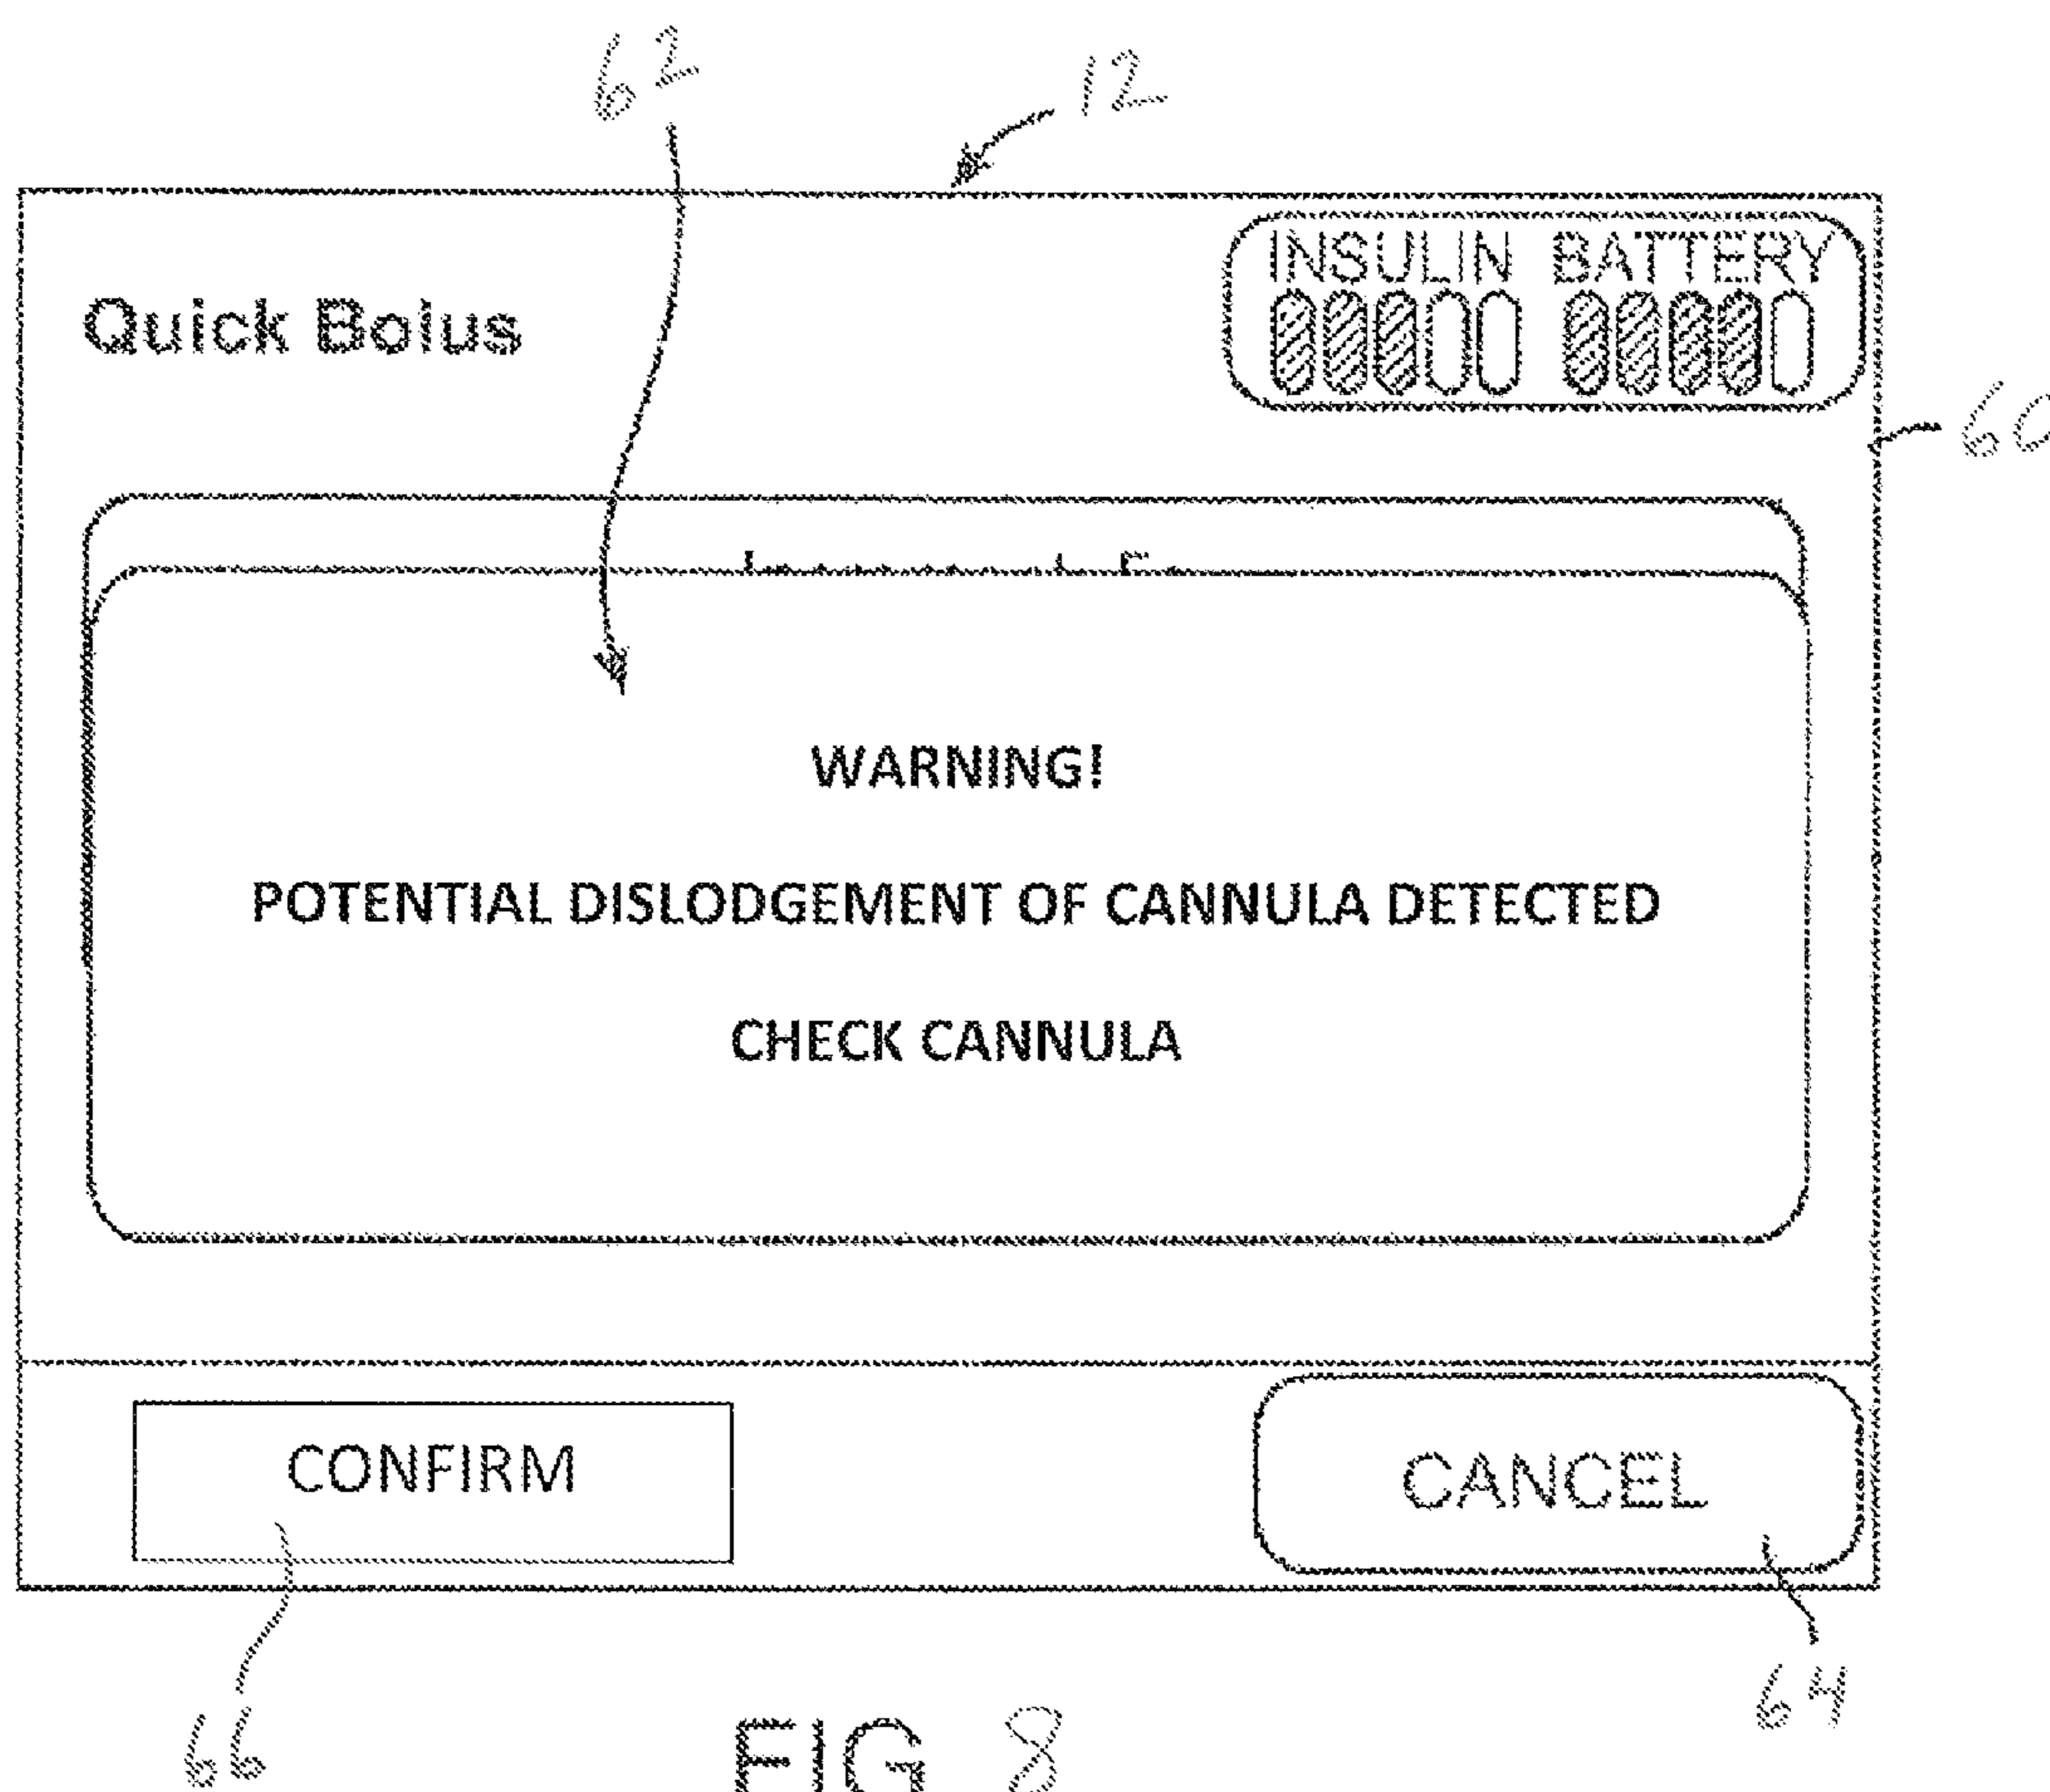 62
12
INSULIN BATTERY
Quick Bolus
60
WARNING!
POTENTIAL DISLODGEMENT OF CANNULA DETECTED
CHECK CANNULA
CONFIRM
CANCEL
66
64
FIG 8